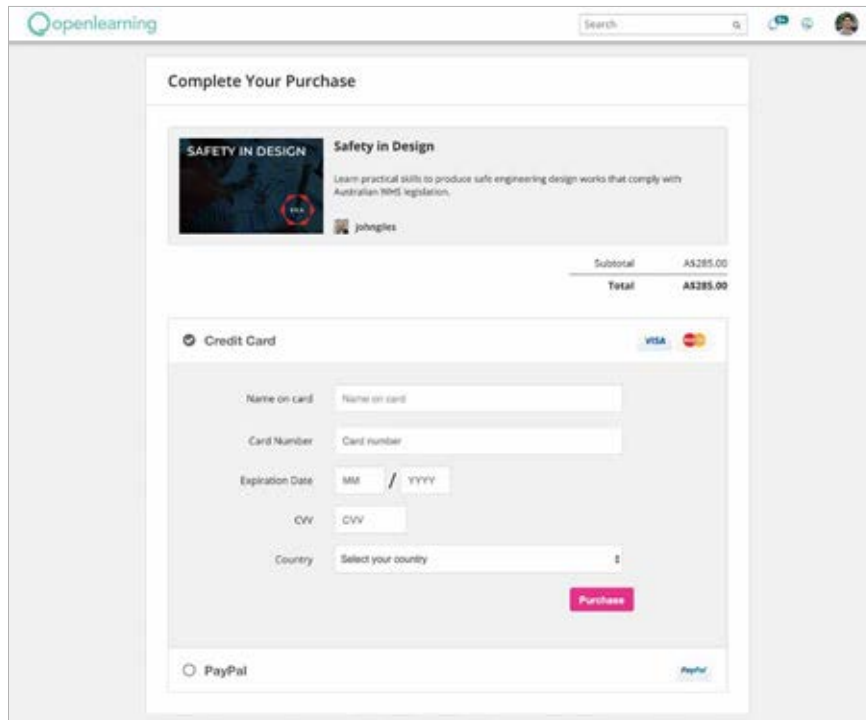 openlearning
Search
Complete Your Purchase
SAFETY IN DESIGN
Safety in Design
Learn practical skills to produce safe engineering design works that comply with
Australian WHS legislation.
johngiles
Subtotal A$285.00
Total A$285.00
Credit Card VISA
Name on card Name on card
Card Number Card number
Expiration Date MM / YYYY
CVV CVV
Country Select your country
Purchase
PayPal PayPal